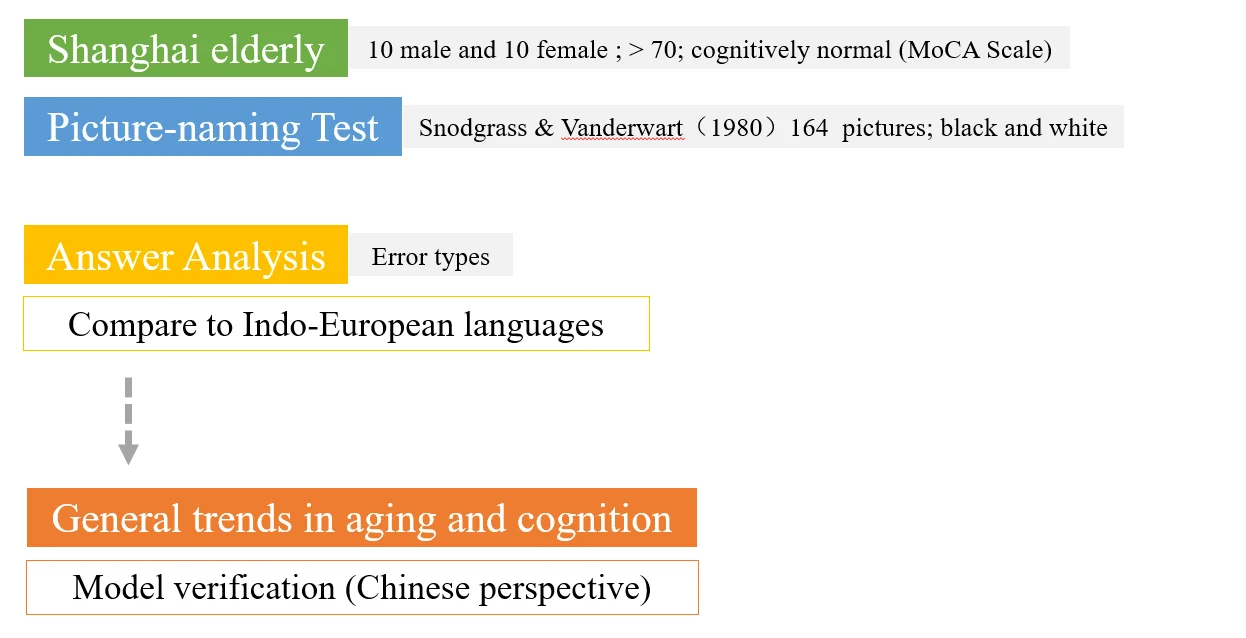 Shanghai elderly
10 male and 10 female ; > 70; cognitively normal (MoCA Scale)
Picture-naming Test
Snodgrass & Vanderwart（1980）164  pictures; black and white
Answer Analysis
Error types
Compare to Indo-European languages
General trends in aging and cognition
Model verification (Chinese perspective)